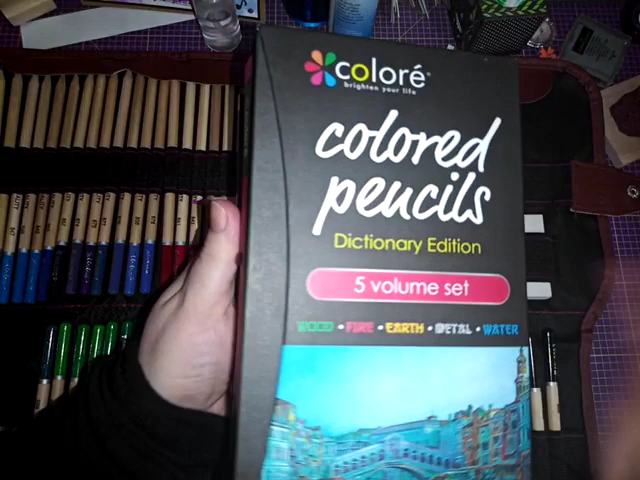 coloré
brighten your life
colored
pencils
Dictionary Edition
5 volume set
WOOD • FIRE • EARTH • METAL • WATER